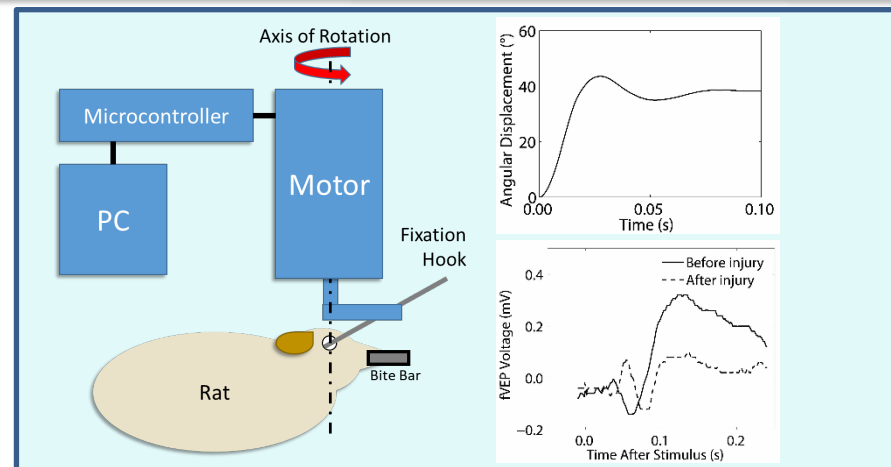 Axis of Rotation
Microcontroller
Motor
PC
Fixation
Hook
Rat
Bite Bar
Angular Displacement (°)
60
40
20
0
0.00
0.05
0.10
Time (s)
Before injury
After injury
fVEP Voltage (mV)
0.4
0.2
0.0
−0.2
0.0
0.1
0.2
Time After Stimulus (s)